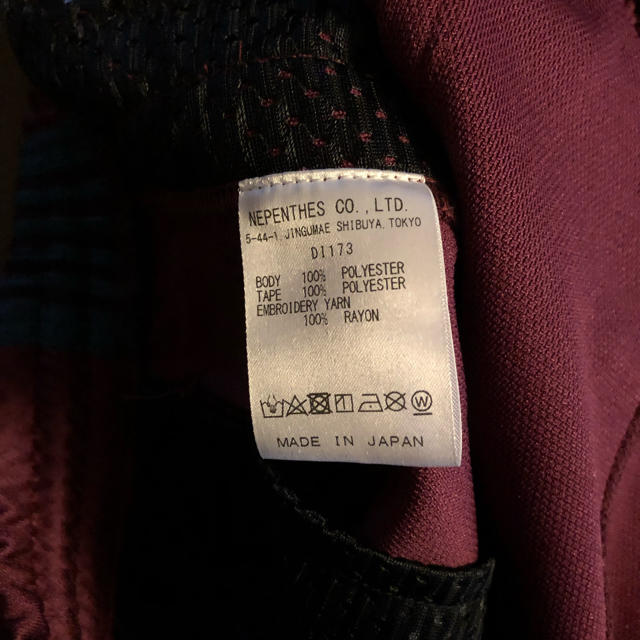 NEPENTHES CO., LTD.
5-44-1, JINGUMAE SHIBUYA, TOKYO
DI173
BODY 100% POLYESTER
TAPE 100% POLYESTER
EMBROIDERY YARN
100% RAYON
W
MADE IN JAPAN